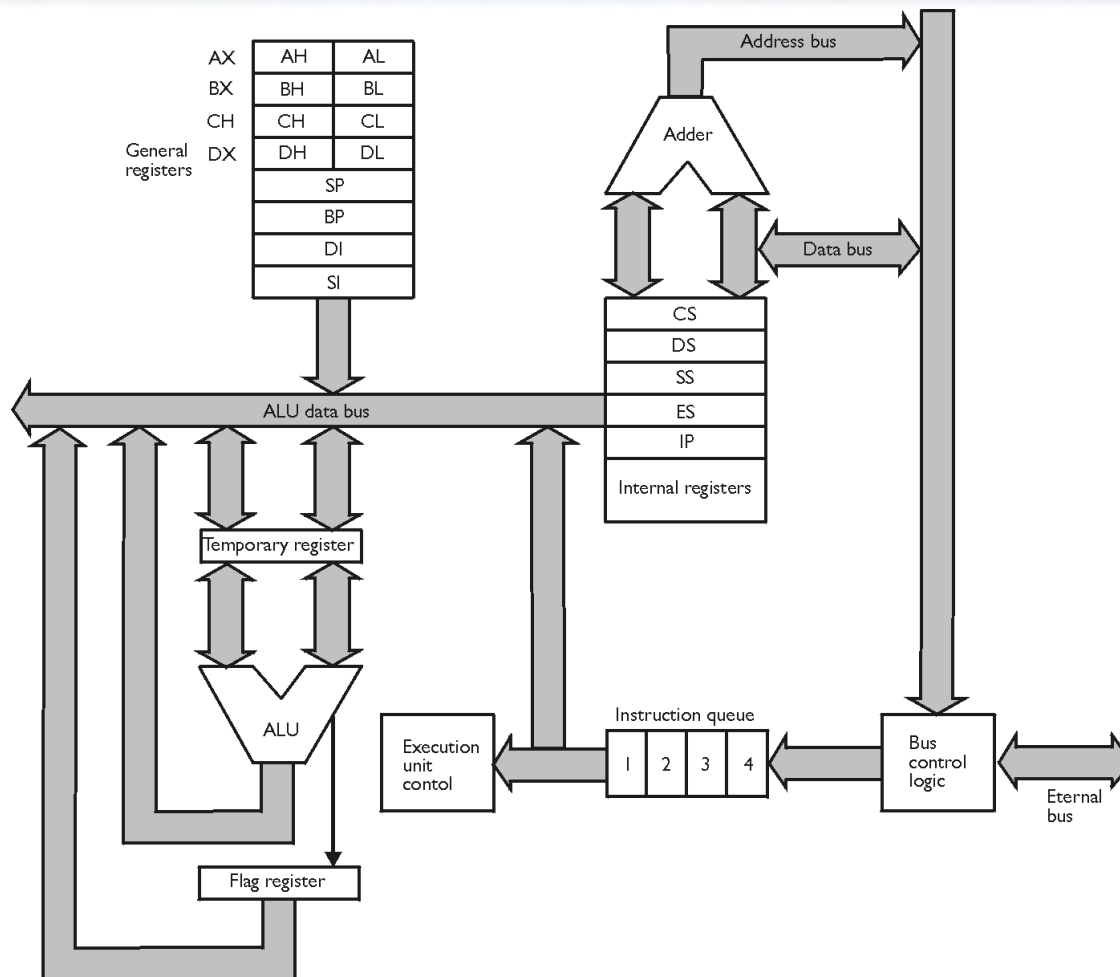 Address bus
AX AH AL
BX BH BL
CH CH CL
DX DH DL
General
registers
SP
BP
DI
SI
Adder
Data bus
CS
DS
SS
ES
IP
Internal registers
ALU data bus
Temporary register
ALU
Execution
unit
contol
Instruction queue
1 2 3 4
Bus
control
logic
Eternal
bus
Flag register